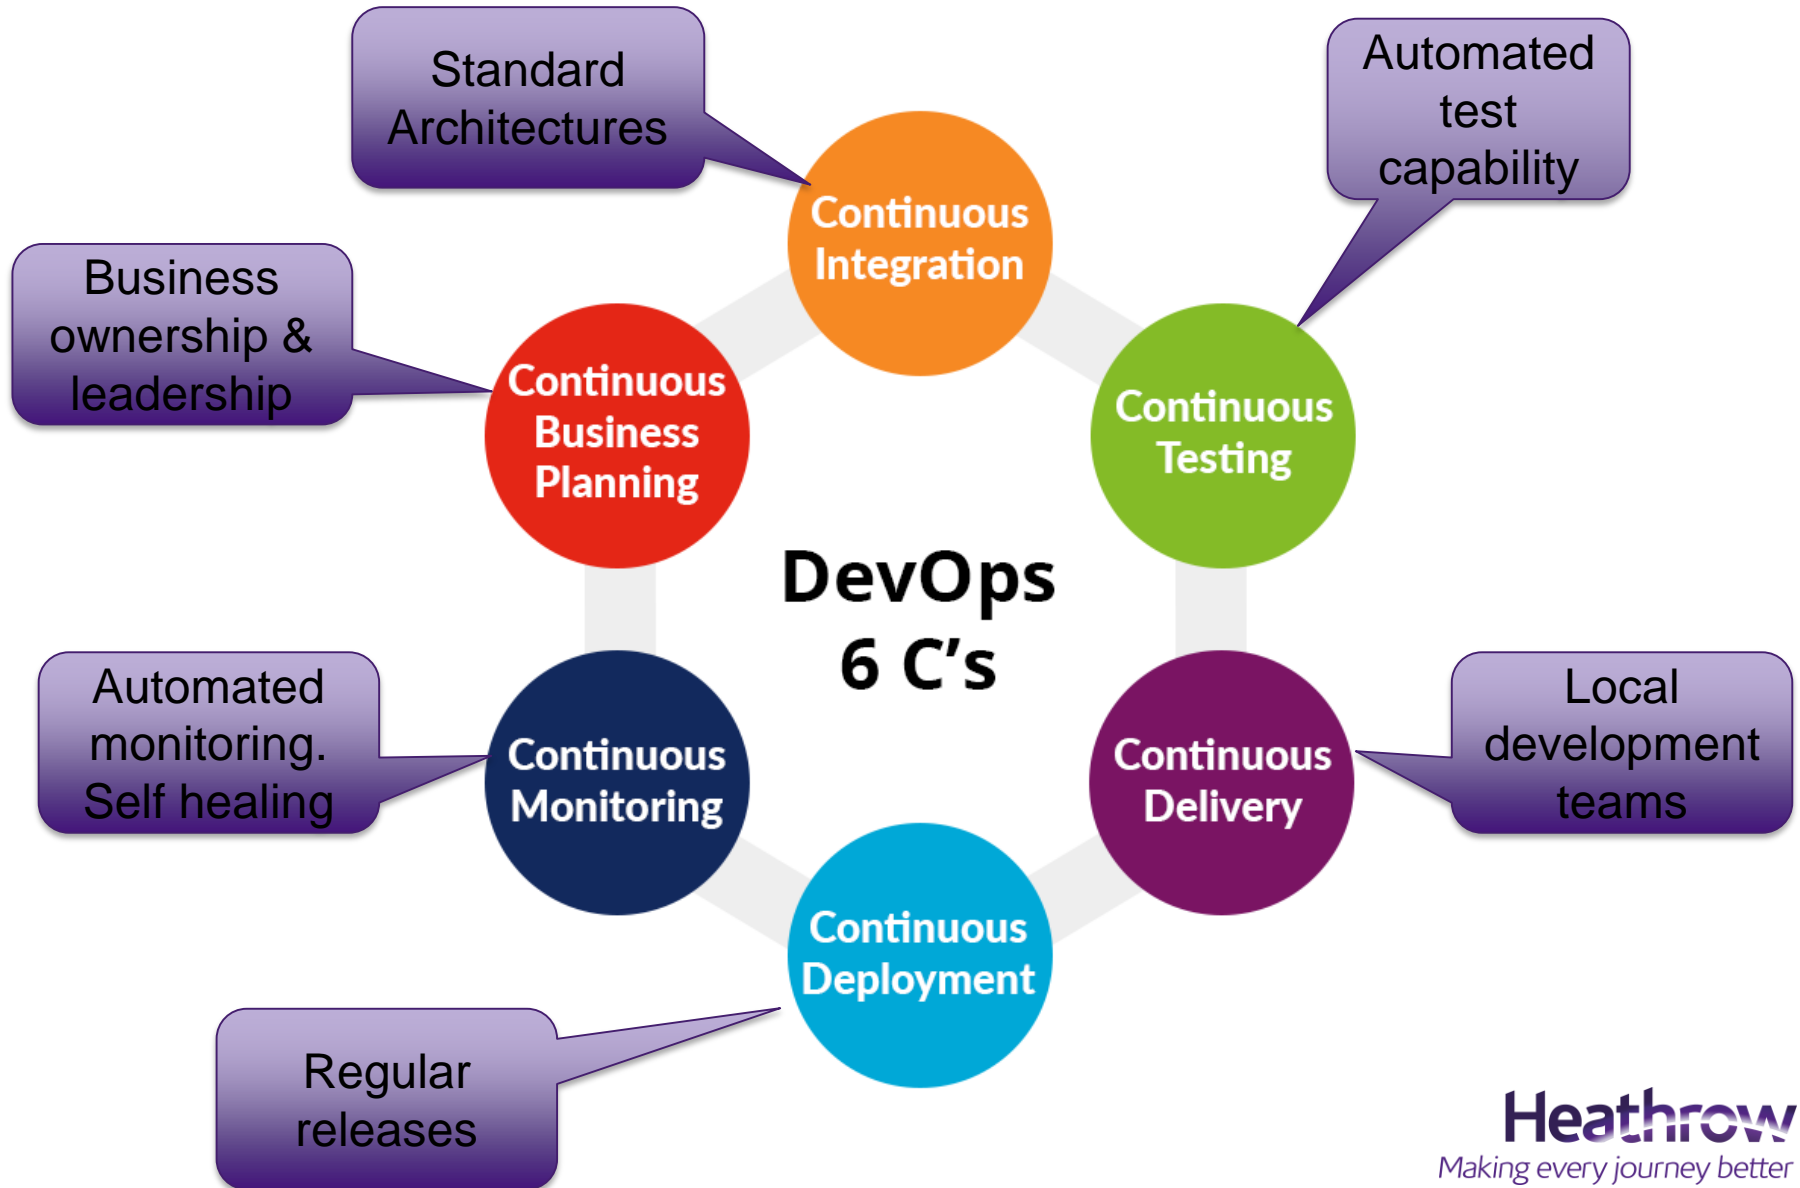 Standard
Architectures
Automated
test
capability
Continuous
Integration
Business
ownership &
leadership
Continuous
Business
Planning
Continuous
Testing
DevOps
6 C’s
Automated
monitoring.
Self healing
Continuous
Monitoring
Continuous
Delivery
Local
development
teams
Continuous
Deployment
Regular
releases
Heathrow
Making every journey better